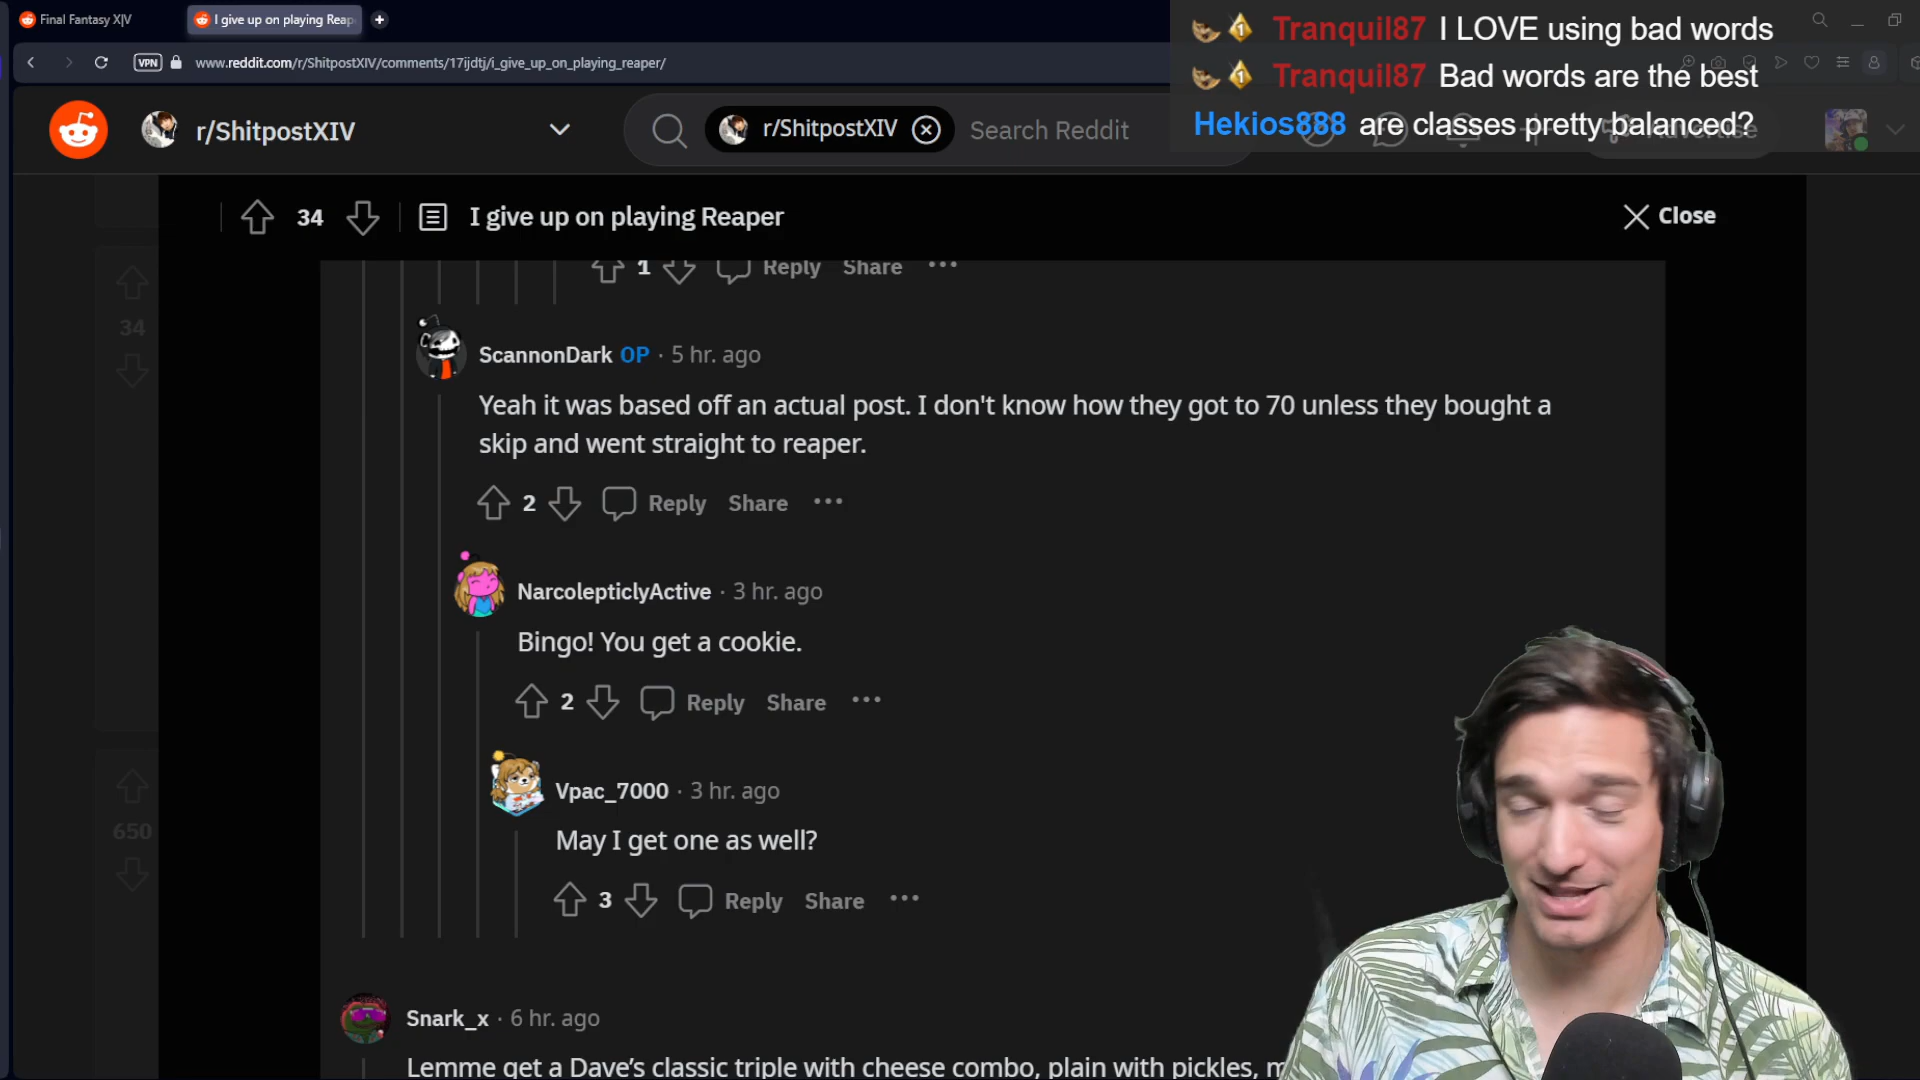 Final Fantasy X|V
I give up on playing Reap
Tranquil87 I LOVE using bad words
VPN
www.reddit.com/r/ShitpostXIV/comments/17ijdtj/i_give_up_on_playing_reaper/
Tranquil87 Bad words are the best
r/ShitpostXIV
r/ShitpostXIV
Search Reddit
Hekios888 are classes pretty balanced?
Advertise
34
I give up on playing Reaper
Close
1 Reply Share
34
ScannonDark OP · 5 hr. ago
Yeah it was based off an actual post. I don't know how they got to 70 unless they bought a
skip and went straight to reaper.
2 Reply Share
NarcolepticlyActive · 3 hr. ago
Bingo! You get a cookie.
2 Reply Share
Vpac_7000 · 3 hr. ago
650
May I get one as well?
3 Reply Share
Snark_x · 6 hr. ago
Lemme get a Dave's classic triple with cheese combo, plain with pickles, m